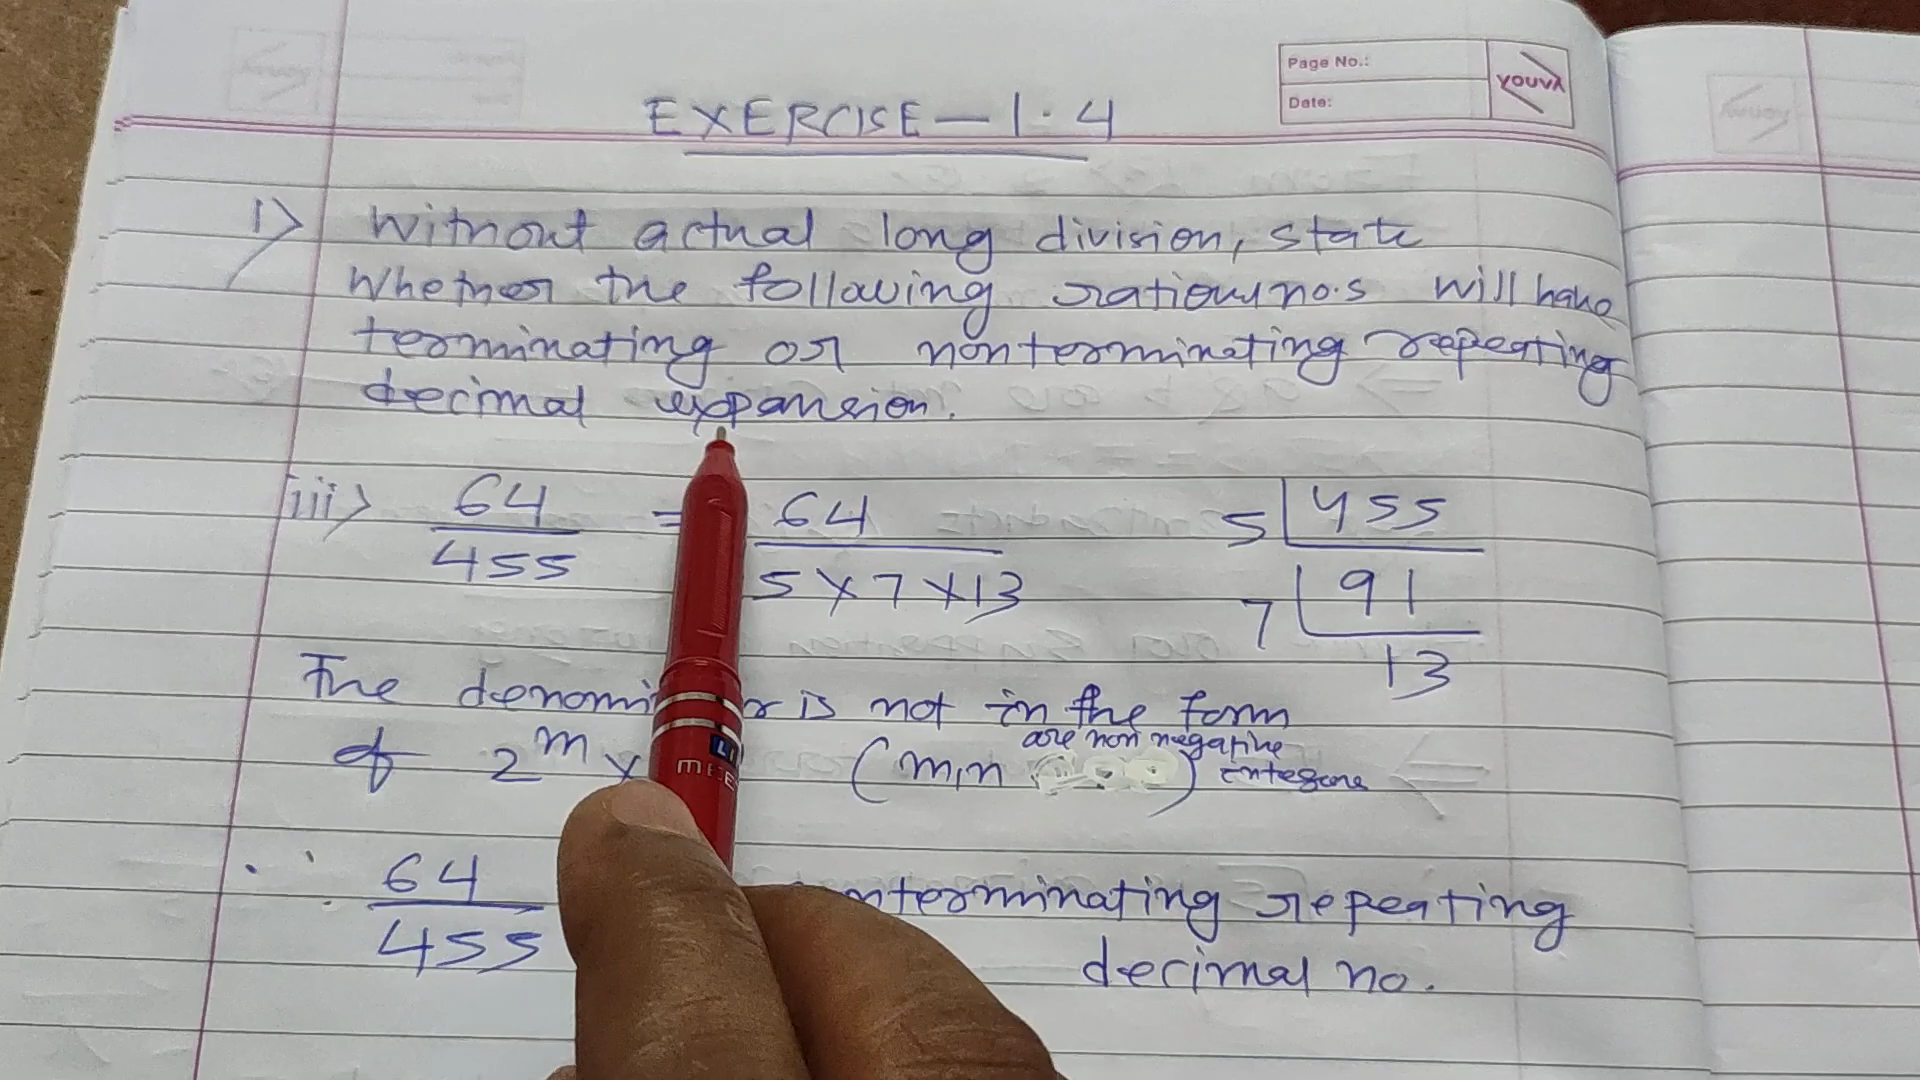 Page No.:
Date:
YOUVA
EXERCISE - 1.4
1) Without actual long division, state
Whether the following rational no.s will have
terminating or nonterminating repeating
decimal expansion.
iii) 64/455 = 64/5×7×13
5 | 455
7 | 91
13
The denomi r is not in the form
of 2^m × (m,n are non negative integers)
∴ 64/455 nterminating repeating
decimal no.